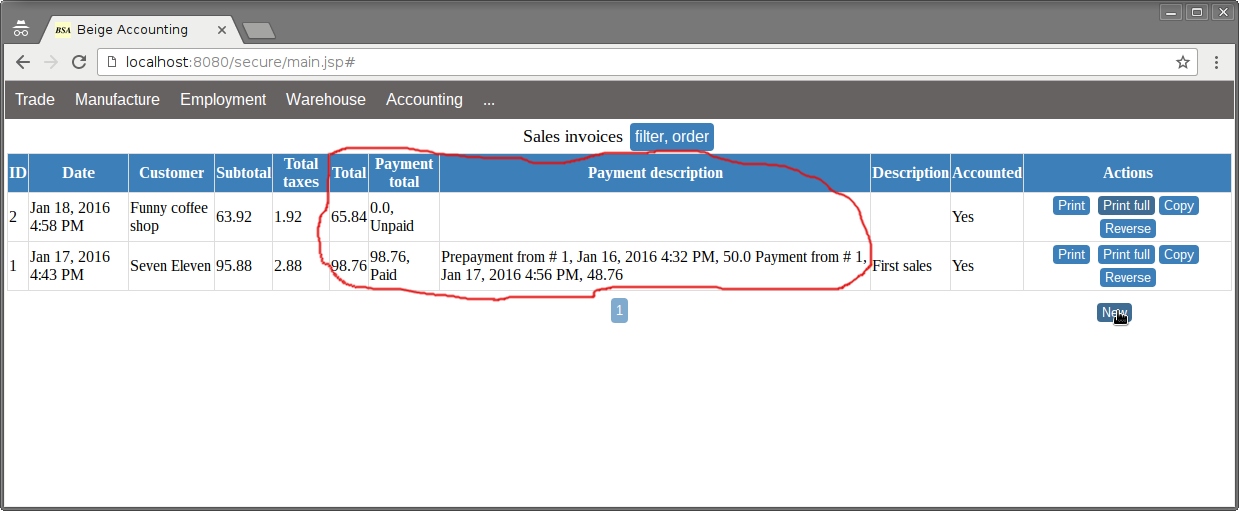 BSA Beige Accounting
localhost:8080/secure/main.jsp#
Trade Manufacture Employment Warehouse Accounting ...
Sales invoices filter, order
ID Date Customer Subtotal Total taxes Total Payment total Payment description Description Accounted Actions
2 Jan 18, 2016 4:58 PM Funny coffee shop 63.92 1.92 65.84 0.0, Unpaid Yes Print Print full Copy Reverse
1 Jan 17, 2016 4:43 PM Seven Eleven 95.88 2.88 98.76 98.76, Paid Prepayment from # 1, Jan 16, 2016 4:32 PM, 50.0 Payment from # 1, Jan 17, 2016 4:56 PM, 48.76 First sales Yes Print Print full Copy Reverse
1 New